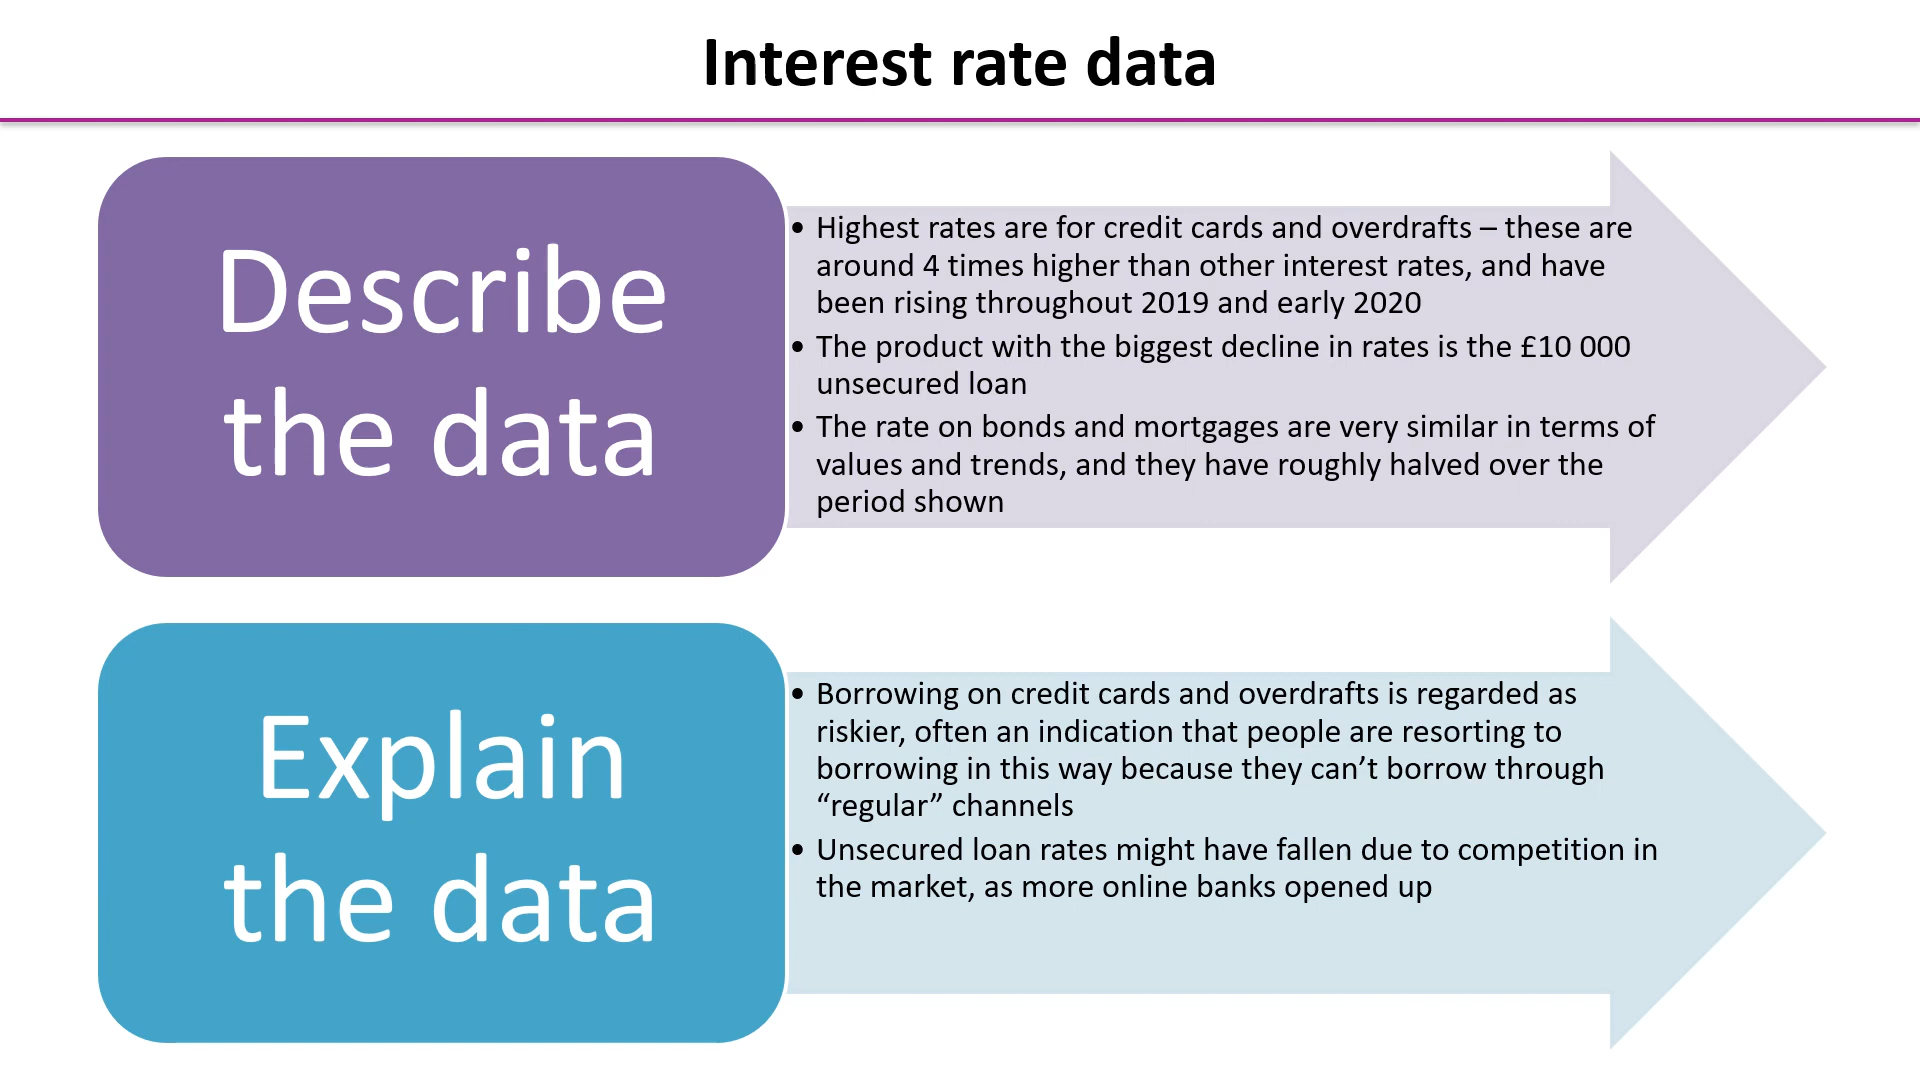 Interest rate data
Describe
the data
• Highest rates are for credit cards and overdrafts – these are
around 4 times higher than other interest rates, and have
been rising throughout 2019 and early 2020
• The product with the biggest decline in rates is the £10 000
unsecured loan
• The rate on bonds and mortgages are very similar in terms of
values and trends, and they have roughly halved over the
period shown
Explain
the data
• Borrowing on credit cards and overdrafts is regarded as
riskier, often an indication that people are resorting to
borrowing in this way because they can’t borrow through
“regular” channels
• Unsecured loan rates might have fallen due to competition in
the market, as more online banks opened up